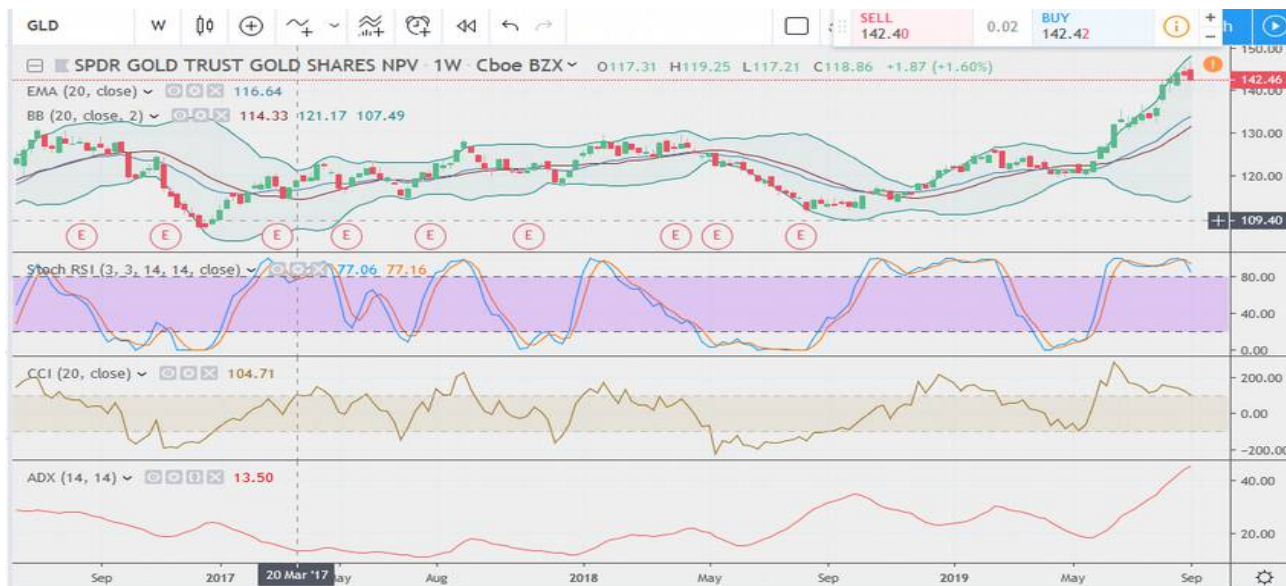 GLD W SELL 142.40 0.02 BUY 142.42 h
SPDR GOLD TRUST GOLD SHARES NPV · 1W · Cboe BZX O117.31 H119.25 L117.21 C118.86 +1.87 (+1.60%)
EMA (20, close) 116.64
BB (20, close, 2) 114.33 121.17 107.49
150.00
142.46
140.00
130.00
120.00
109.40
E E E E E E E E E
Stoch RSI (3, 3, 14, 14, close) 77.06 77.16
80.00
40.00
0.00
CCI (20, close) 104.71
200.00
0.00
-200.00
ADX (14, 14) 13.50
40.00
20.00
Sep 2017 20 Mar '17 May Aug 2018 May Sep 2019 May Sep